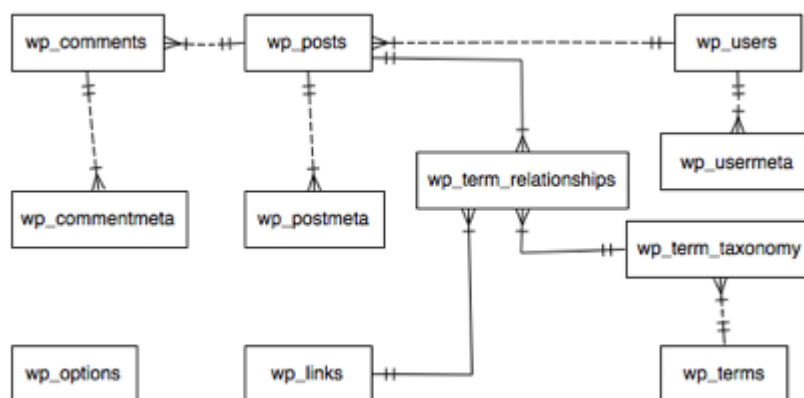 wp_comments
wp_posts
wp_users
wp_term_relationships
wp_usermeta
wp_commentmeta
wp_postmeta
wp_term_taxonomy
wp_options
wp_links
wp_terms